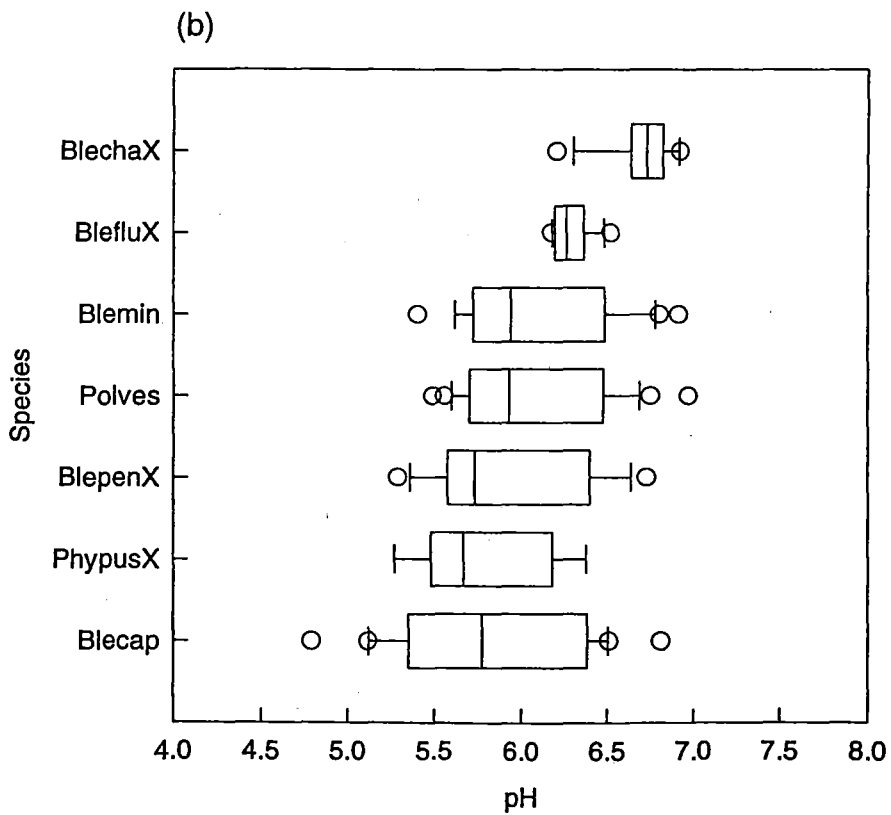 (b)
BlechaX
BlefluX
Blemin
Polves
BlepenX
PhypusX
Blecap
Species
4.0 4.5 5.0 5.5 6.0 6.5 7.0 7.5 8.0
pH